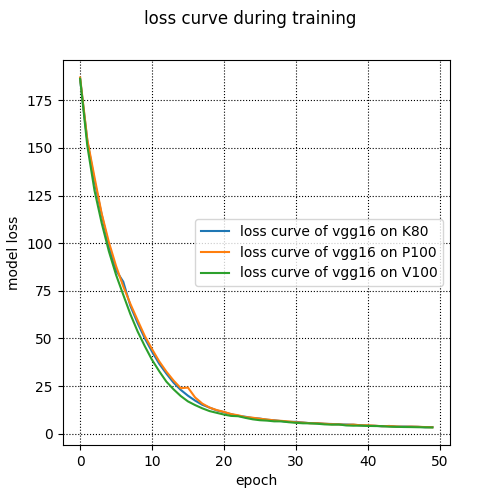 loss curve during training
175
150
125
100
75
50
25
0
model loss
loss curve of vgg16 on K80
loss curve of vgg16 on P100
loss curve of vgg16 on V100
0 10 20 30 40 50
epoch